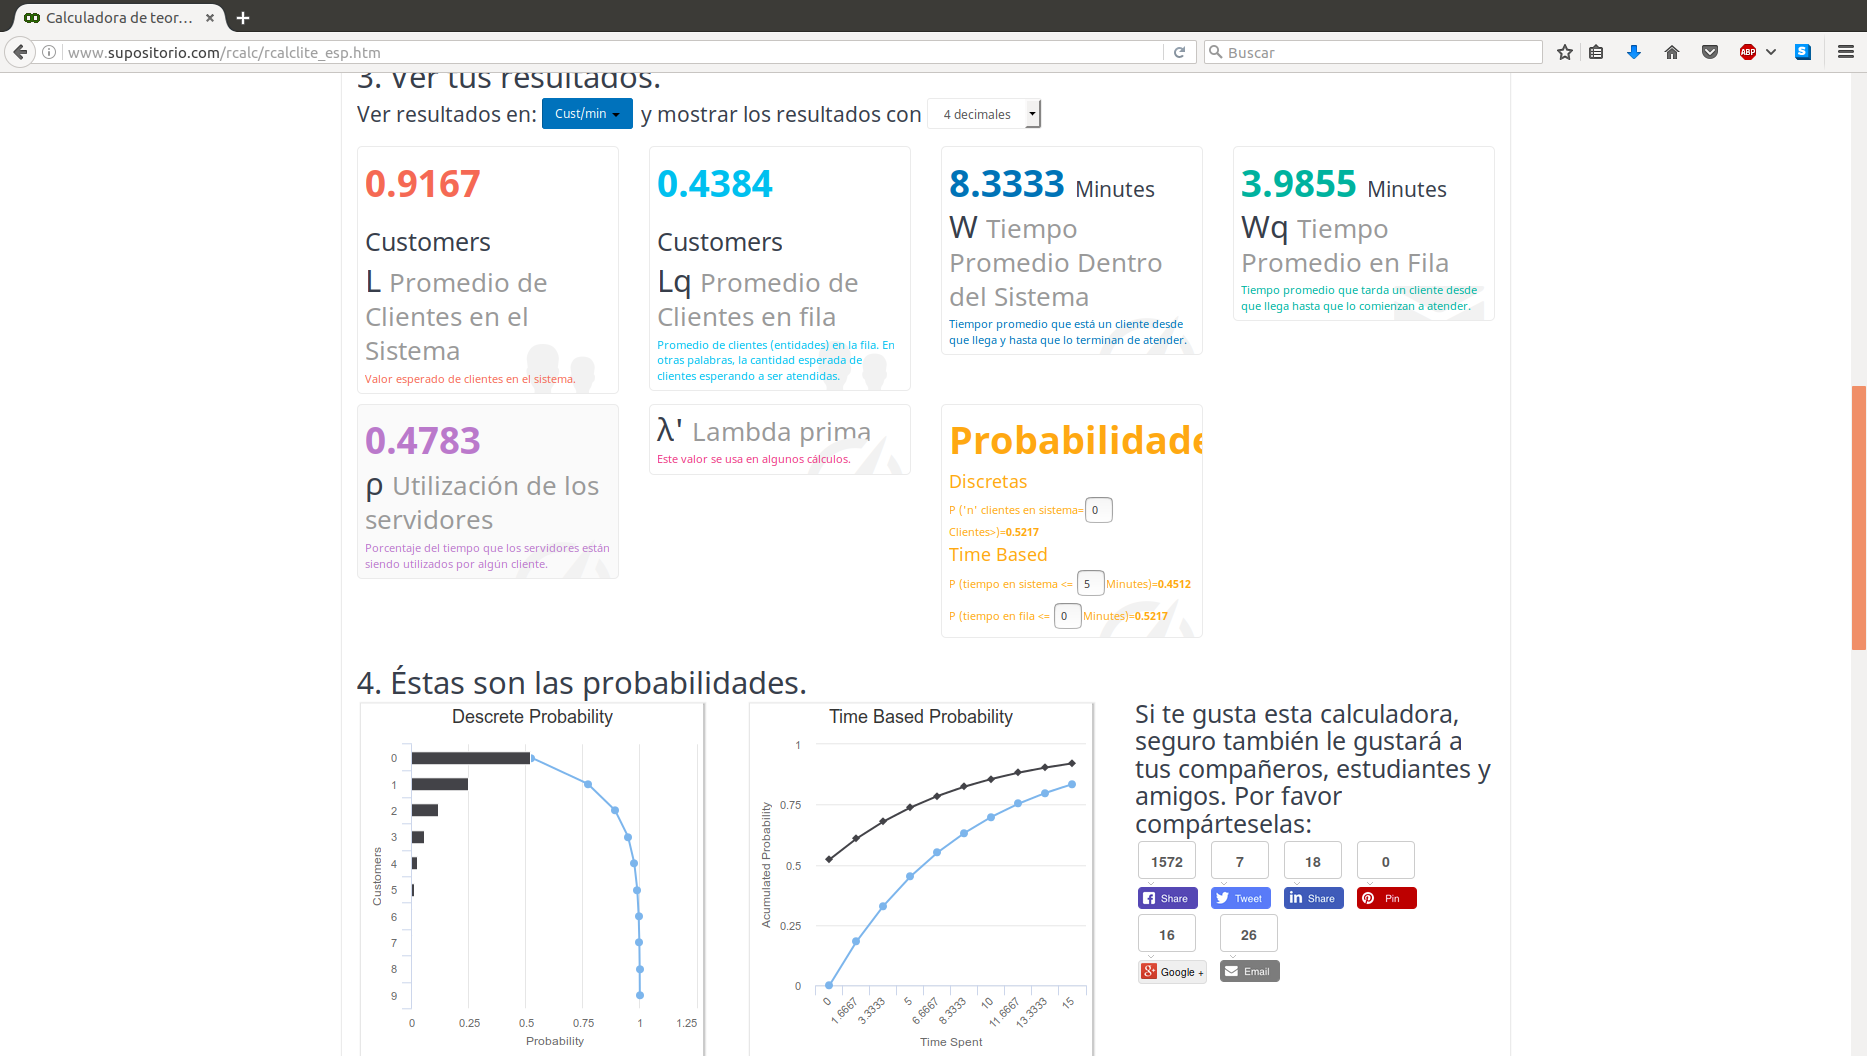 Calculadora de teor...
www.supositorio.com/rcalc/rcalclite_esp.htm
Buscar
ABP
S
3. Ver tus resultados.
Ver resultados en: Cust/min y mostrar los resultados con 4 decimales
0.9167
Customers
L Promedio de
Clientes en el
Sistema
Valor esperado de clientes en el sistema.
0.4384
Customers
Lq Promedio de
Clientes en fila
Promedio de clientes (entidades) en la fila. En
otras palabras, la cantidad esperada de
clientes esperando a ser atendidas.
8.3333 Minutes
W Tiempo
Promedio Dentro
del Sistema
Tiempor promedio que está un cliente desde
que llega y hasta que lo terminan de atender.
3.9855 Minutes
Wq Tiempo
Promedio en Fila
Tiempo promedio que tarda un cliente desde
que llega hasta que lo comienzan a atender.
0.4783
ρ Utilización de los
servidores
Porcentaje del tiempo que los servidores están
siendo utilizados por algún cliente.
λ' Lambda prima
Este valor se usa en algunos cálculos.
Probabilidade
Discretas
P ('n' clientes en sistema= 0
Clientes>)=0.5217
Time Based
P (tiempo en sistema <= 5 Minutes)=0.4512
P (tiempo en fila <= 0 Minutes)=0.5217
4. Éstas son las probabilidades.
Descrete Probability
Customers
0
1
2
3
4
5
6
7
8
9
0 0.25 0.5 0.75 1 1.25
Probability
Time Based Probability
Acumulated Probability
1
0.75
0.5
0.25
0
0 1.6667 3.3333 5 6.6667 8.3333 10 11.6667 13.3333 15
Time Spent
Si te gusta esta calculadora,
seguro también le gustará a
tus compañeros, estudiantes y
amigos. Por favor
compárteselas:
1572 7 18 0
Share Tweet Share Pin
16 26
Google + Email